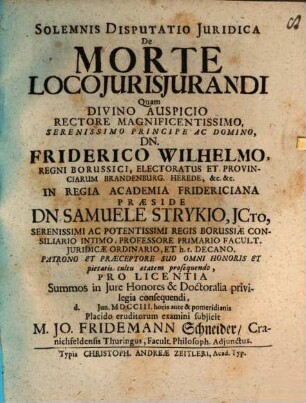 SOLEMNIS DISPUTATIO JURIDICA
De
MORTE
LOCO JURISJURANDI
Quam
DIVINO AUSPICIO
RECTORE MAGNIFICENTISSIMO,
SERENISSIMO PRINCIPE AC DOMINO,
DN.
FRIDERICO WILHELMO,
REGNI BORUSSICI, ELECTORATUS ET PROVIN-
CIARUM BRANDENBURG. HEREDE, &c. &c.
IN REGIA ACADEMIA FRIDERICIANA
PRÆSIDE
DN. SAMUELE STRYKIO, JCTO,
SERENISSIMI AC POTENTISSIMI REGIS BORUSSIÆ CON-
SILIARIO INTIMO, PROFESSORE PRIMARIO FACULT.
JURIDICÆ ORDINARIO, ET h. t. DECANO,
PATRONO ET PRÆCEPTORE SUO OMNI HONORIS ET
pietatis cultu ætatem prosequendo,
PRO LICENTIA
Summos in Jure Honores & Doctoralia privi-
legia consequendi,
d. Jun. MDCCIII. horis ante & pomeridianis
Placido eruditorum examini subjicit
M. JO. FRIDEMANN Schneider/ Cra-
nichfeldensis Thuringus, Facult. Philosoph. Adjunctus.
Typis CHRISTOPH. ANDREÆ ZEITLERI, Acad. Typ.